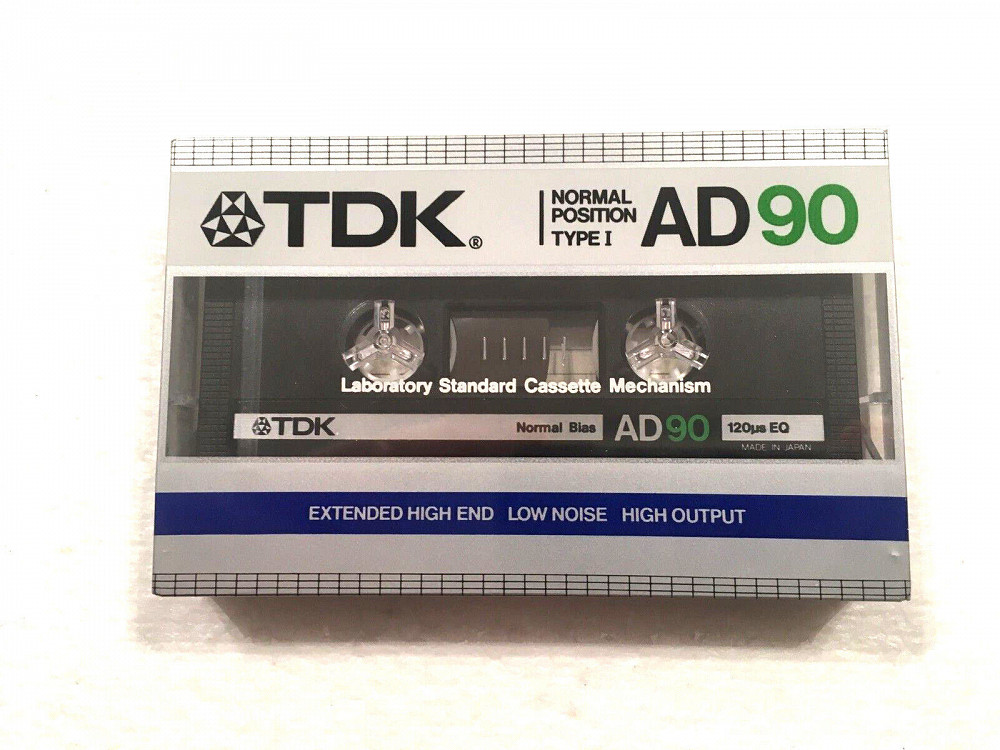 TDK®
NORMAL
POSITION
TYPE I
AD90
Laboratory Standard Cassette Mechanism
TDK
Normal Bias
AD90
120µs EQ
MADE IN JAPAN
EXTENDED HIGH END LOW NOISE HIGH OUTPUT